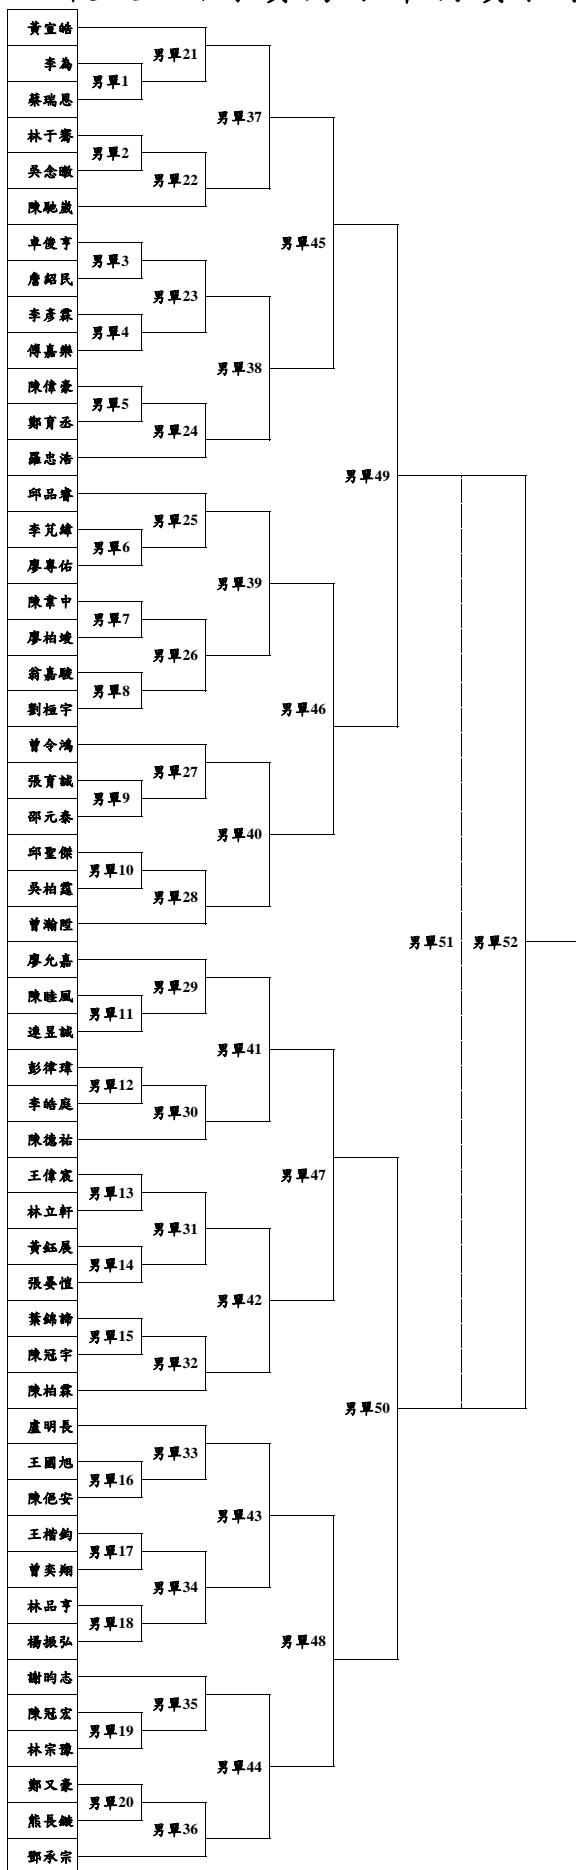 黃宣皓
男單21
李為
男單1
蔡瑞恩
男單37
林于騫
男單2
吳念暾
男單22
陳馳崴
卓俊亨
男單45
男單3
詹紹民
男單23
李彥霖
男單4
傅嘉樂
男單38
陳偉豪
男單5
鄭育丞
男單24
羅忠浩
男單49
邱品睿
男單25
李芃緯
男單6
廖專佑
男單39
陳韋中
男單7
廖柏竣
男單26
翁嘉駿
男單8
劉桓宇
男單46
曾令鴻
男單27
張育誠
男單9
邵元泰
男單40
邱聖傑
男單10
吳柏霆
男單28
曾瀚陞
男單51
男單52
廖允嘉
男單29
陳睦風
男單11
連昱誠
男單41
彭律瑋
男單12
李皓庭
男單30
陳德祐
王偉宸
男單47
男單13
林立軒
男單31
黃鈺展
男單14
張晏愷
男單42
葉錦諦
男單15
陳冠宇
男單32
陳柏霖
男單50
盧明長
男單33
王國旭
男單16
陳俋安
男單43
王楷鈞
男單17
曾奕翔
男單34
林品亨
男單18
楊振弘
男單48
謝昀志
男單35
陳冠宏
男單19
林宗豫
男單44
鄭又豪
男單20
熊長鏇
男單36
鄧承宗